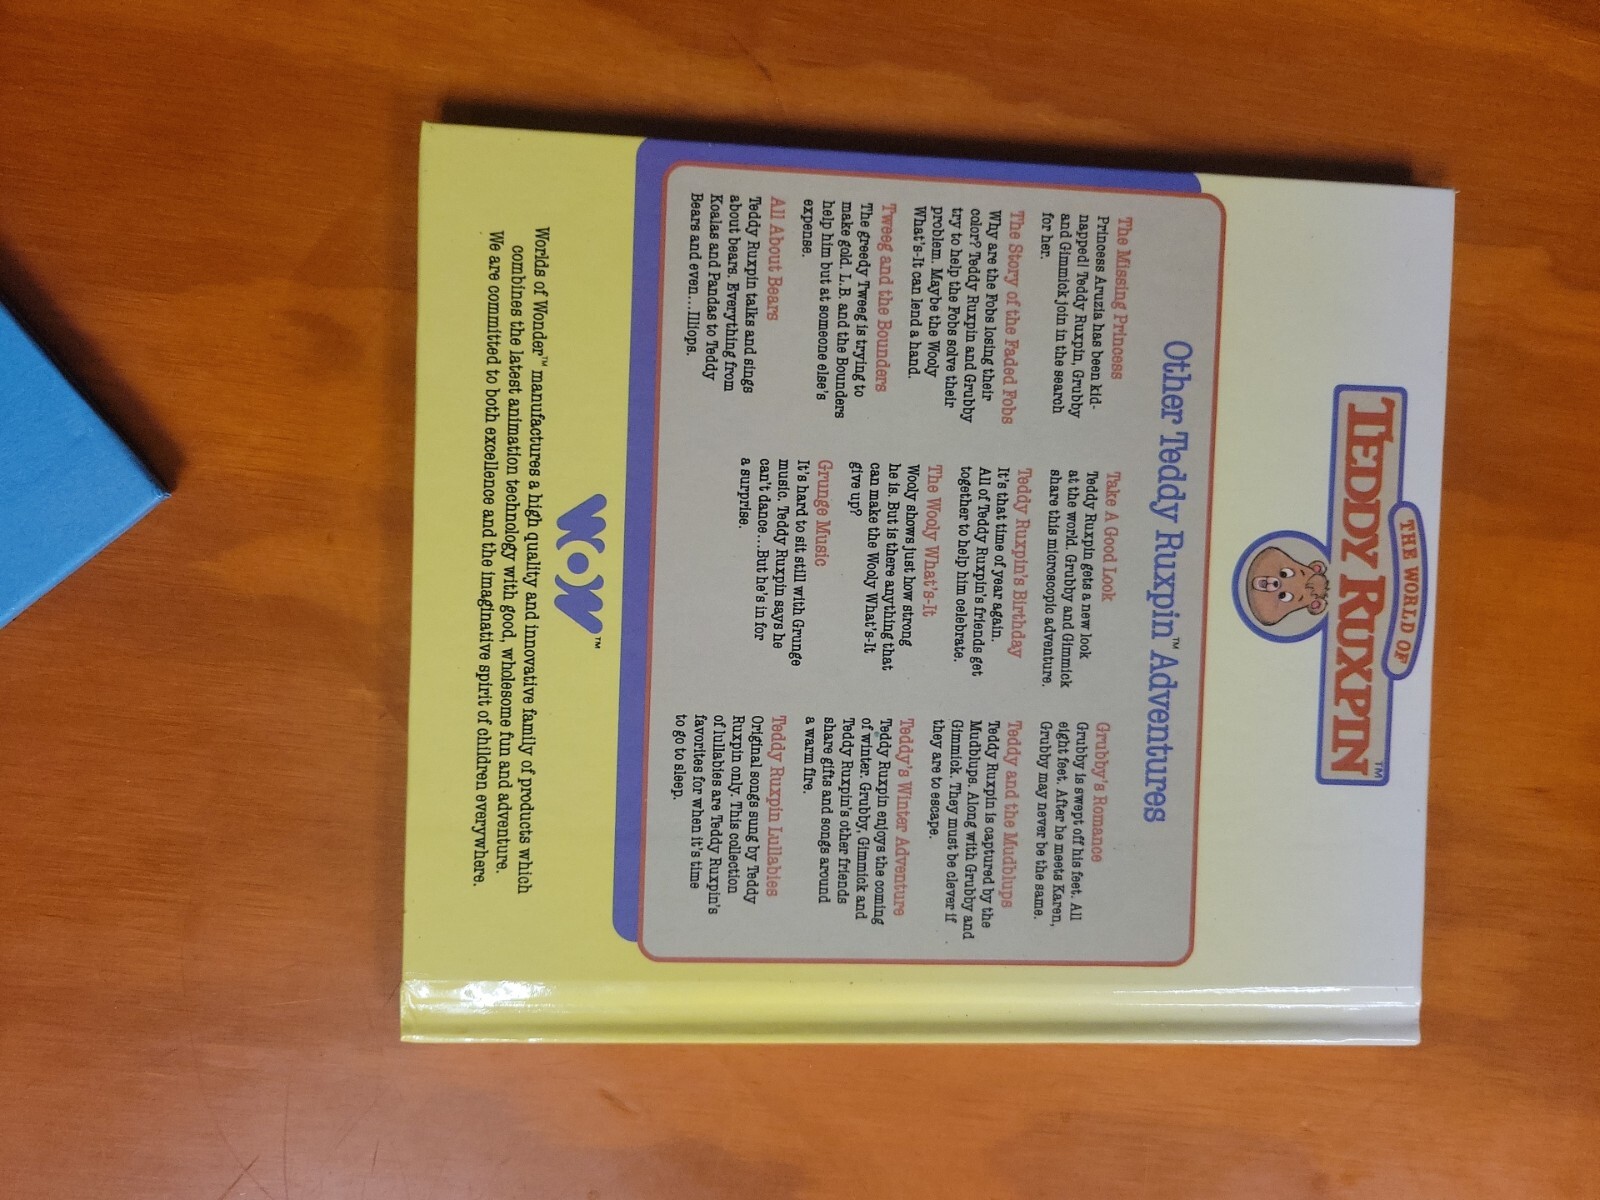 THE WORLD OF
TEDDY RUXPIN™
Other Teddy Ruxpin™ Adventures
The Missing Princess
Princess Aruzia has been kid-
napped! Teddy Ruxpin, Grubby
and Gimmick join in the search
for her.
The Story of the Faded Fobs
Why are the Fobs losing their
color? Teddy Ruxpin and Grubby
try to help the Fobs solve their
problem. Maybe the Wooly
What's-It can lend a hand.
Tweeg and the Bounders
The greedy Tweeg is trying to
make gold. L.B. and the Bounders
help him but at someone else's
expense.
All About Bears
Teddy Ruxpin talks and sings
about bears. Everything from
Koalas and Pandas to Teddy
Bears and even...Illiops.
Take A Good Look
Teddy Ruxpin gets a new look
at the world. Grubby and Gimmick
share this microscopic adventure.
Teddy Ruxpin's Birthday
It's that time of year again.
All of Teddy Ruxpin's friends get
together to help him celebrate.
The Wooly What's-It
Wooly shows just how strong
he is. But is there anything that
can make the Wooly What's-It
give up?
Grunge Music
It's hard to sit still with Grunge
music. Teddy Ruxpin says he
can't dance...But he's in for
a surprise.
Grubby's Romance
Grubby is swept off his feet. All
eight feet. After he meets Karen,
Grubby may never be the same.
Teddy and the Mudblups
Teddy Ruxpin is captured by the
Mudblups. Along with Grubby and
Gimmick. They must be clever if
they are to escape.
Teddy's Winter Adventure
Teddy Ruxpin enjoys the coming
of winter. Grubby, Gimmick and
Teddy Ruxpin's other friends
share gifts and songs around
a warm fire.
Teddy Ruxpin Lullabies
Original songs sung by Teddy
Ruxpin only. This collection
of lullabies are Teddy Ruxpin's
favorites for when it's time
to go to sleep.
WOW™
Worlds of Wonder™ manufactures a high quality and innovative family of products which
combines the latest animation technology with good, wholesome fun and adventure.
We are committed to both excellence and the imaginative spirit of children everywhere.